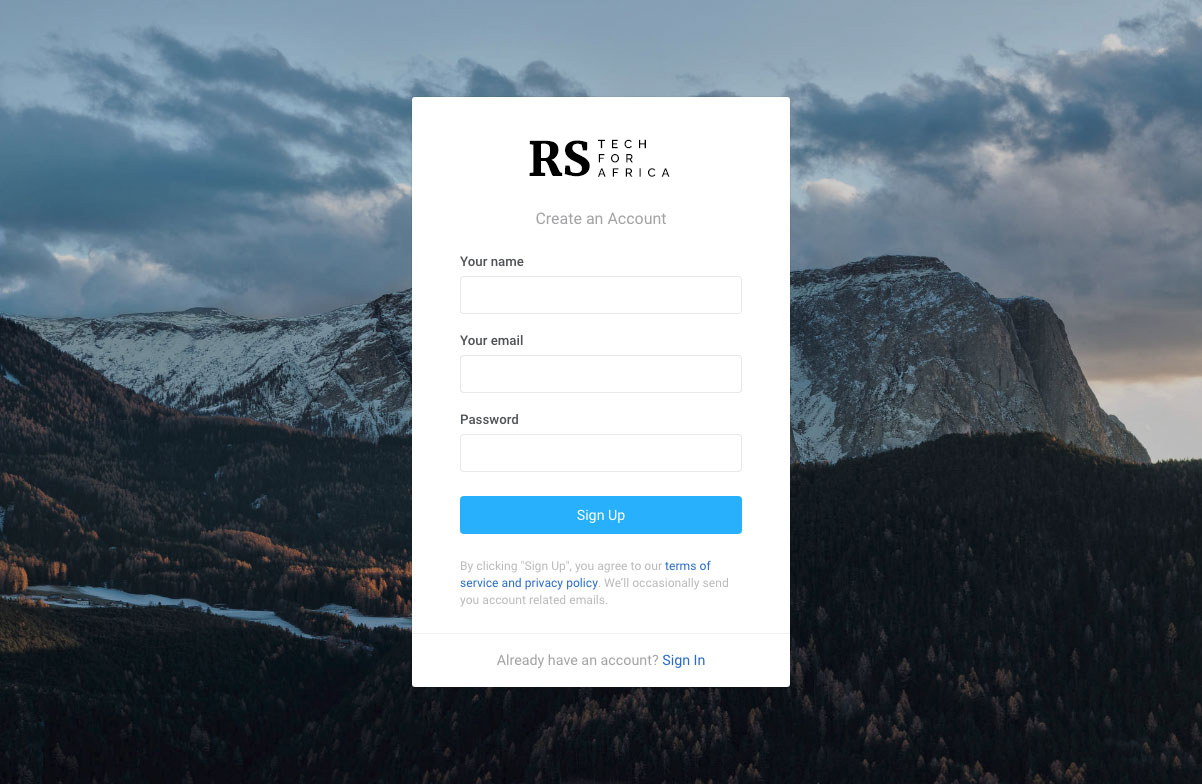 RS TECH
FOR
AFRICA
Create an Account
Your name
Your email
Password
Sign Up
By clicking "Sign Up", you agree to our terms of
service and privacy policy. We'll occasionally send
you account related emails.
Already have an account? Sign In